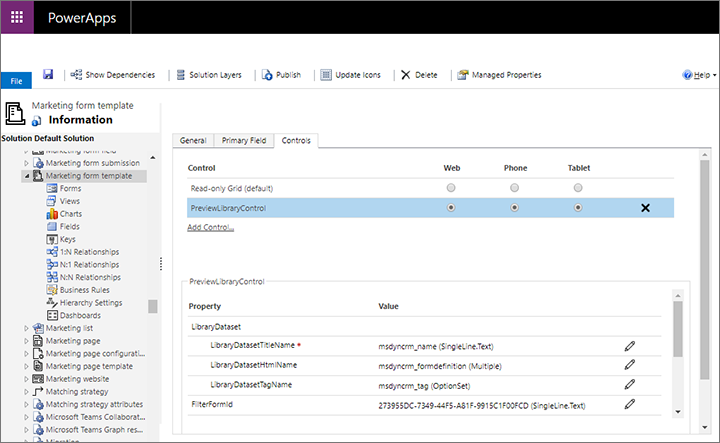 PowerApps
File
Show Dependencies
Solution Layers
Publish
Update Icons
Delete
Managed Properties
Help
Marketing form template
Information
Solution Default Solution
Marketing form field
Marketing form submission
Marketing form template
Forms
Views
Charts
Fields
Keys
1:N Relationships
N:1 Relationships
N:N Relationships
Business Rules
Hierarchy Settings
Dashboards
Marketing list
Marketing page
Marketing page configurati...
Marketing page template
Marketing website
Matching strategy
Matching strategy attributes
Microsoft Teams Collaborat...
Microsoft Teams Graph res...
Migration
General Primary Field Controls
Control Web Phone Tablet
Read-only Grid (default)
PreviewLibraryControl
Add Control...
PreviewLibraryControl
Property Value
LibraryDataset
LibraryDatasetTitleName * msdyncrm_name (SingleLine.Text)
LibraryDatasetHtmlName msdyncrm_formdefinition (Multiple)
LibraryDatasetTagName msdyncrm_tag (OptionSet)
FilterFormId 273955DC-7349-44F5-A81F-9915C1F00FCD (SingleLine.Text)